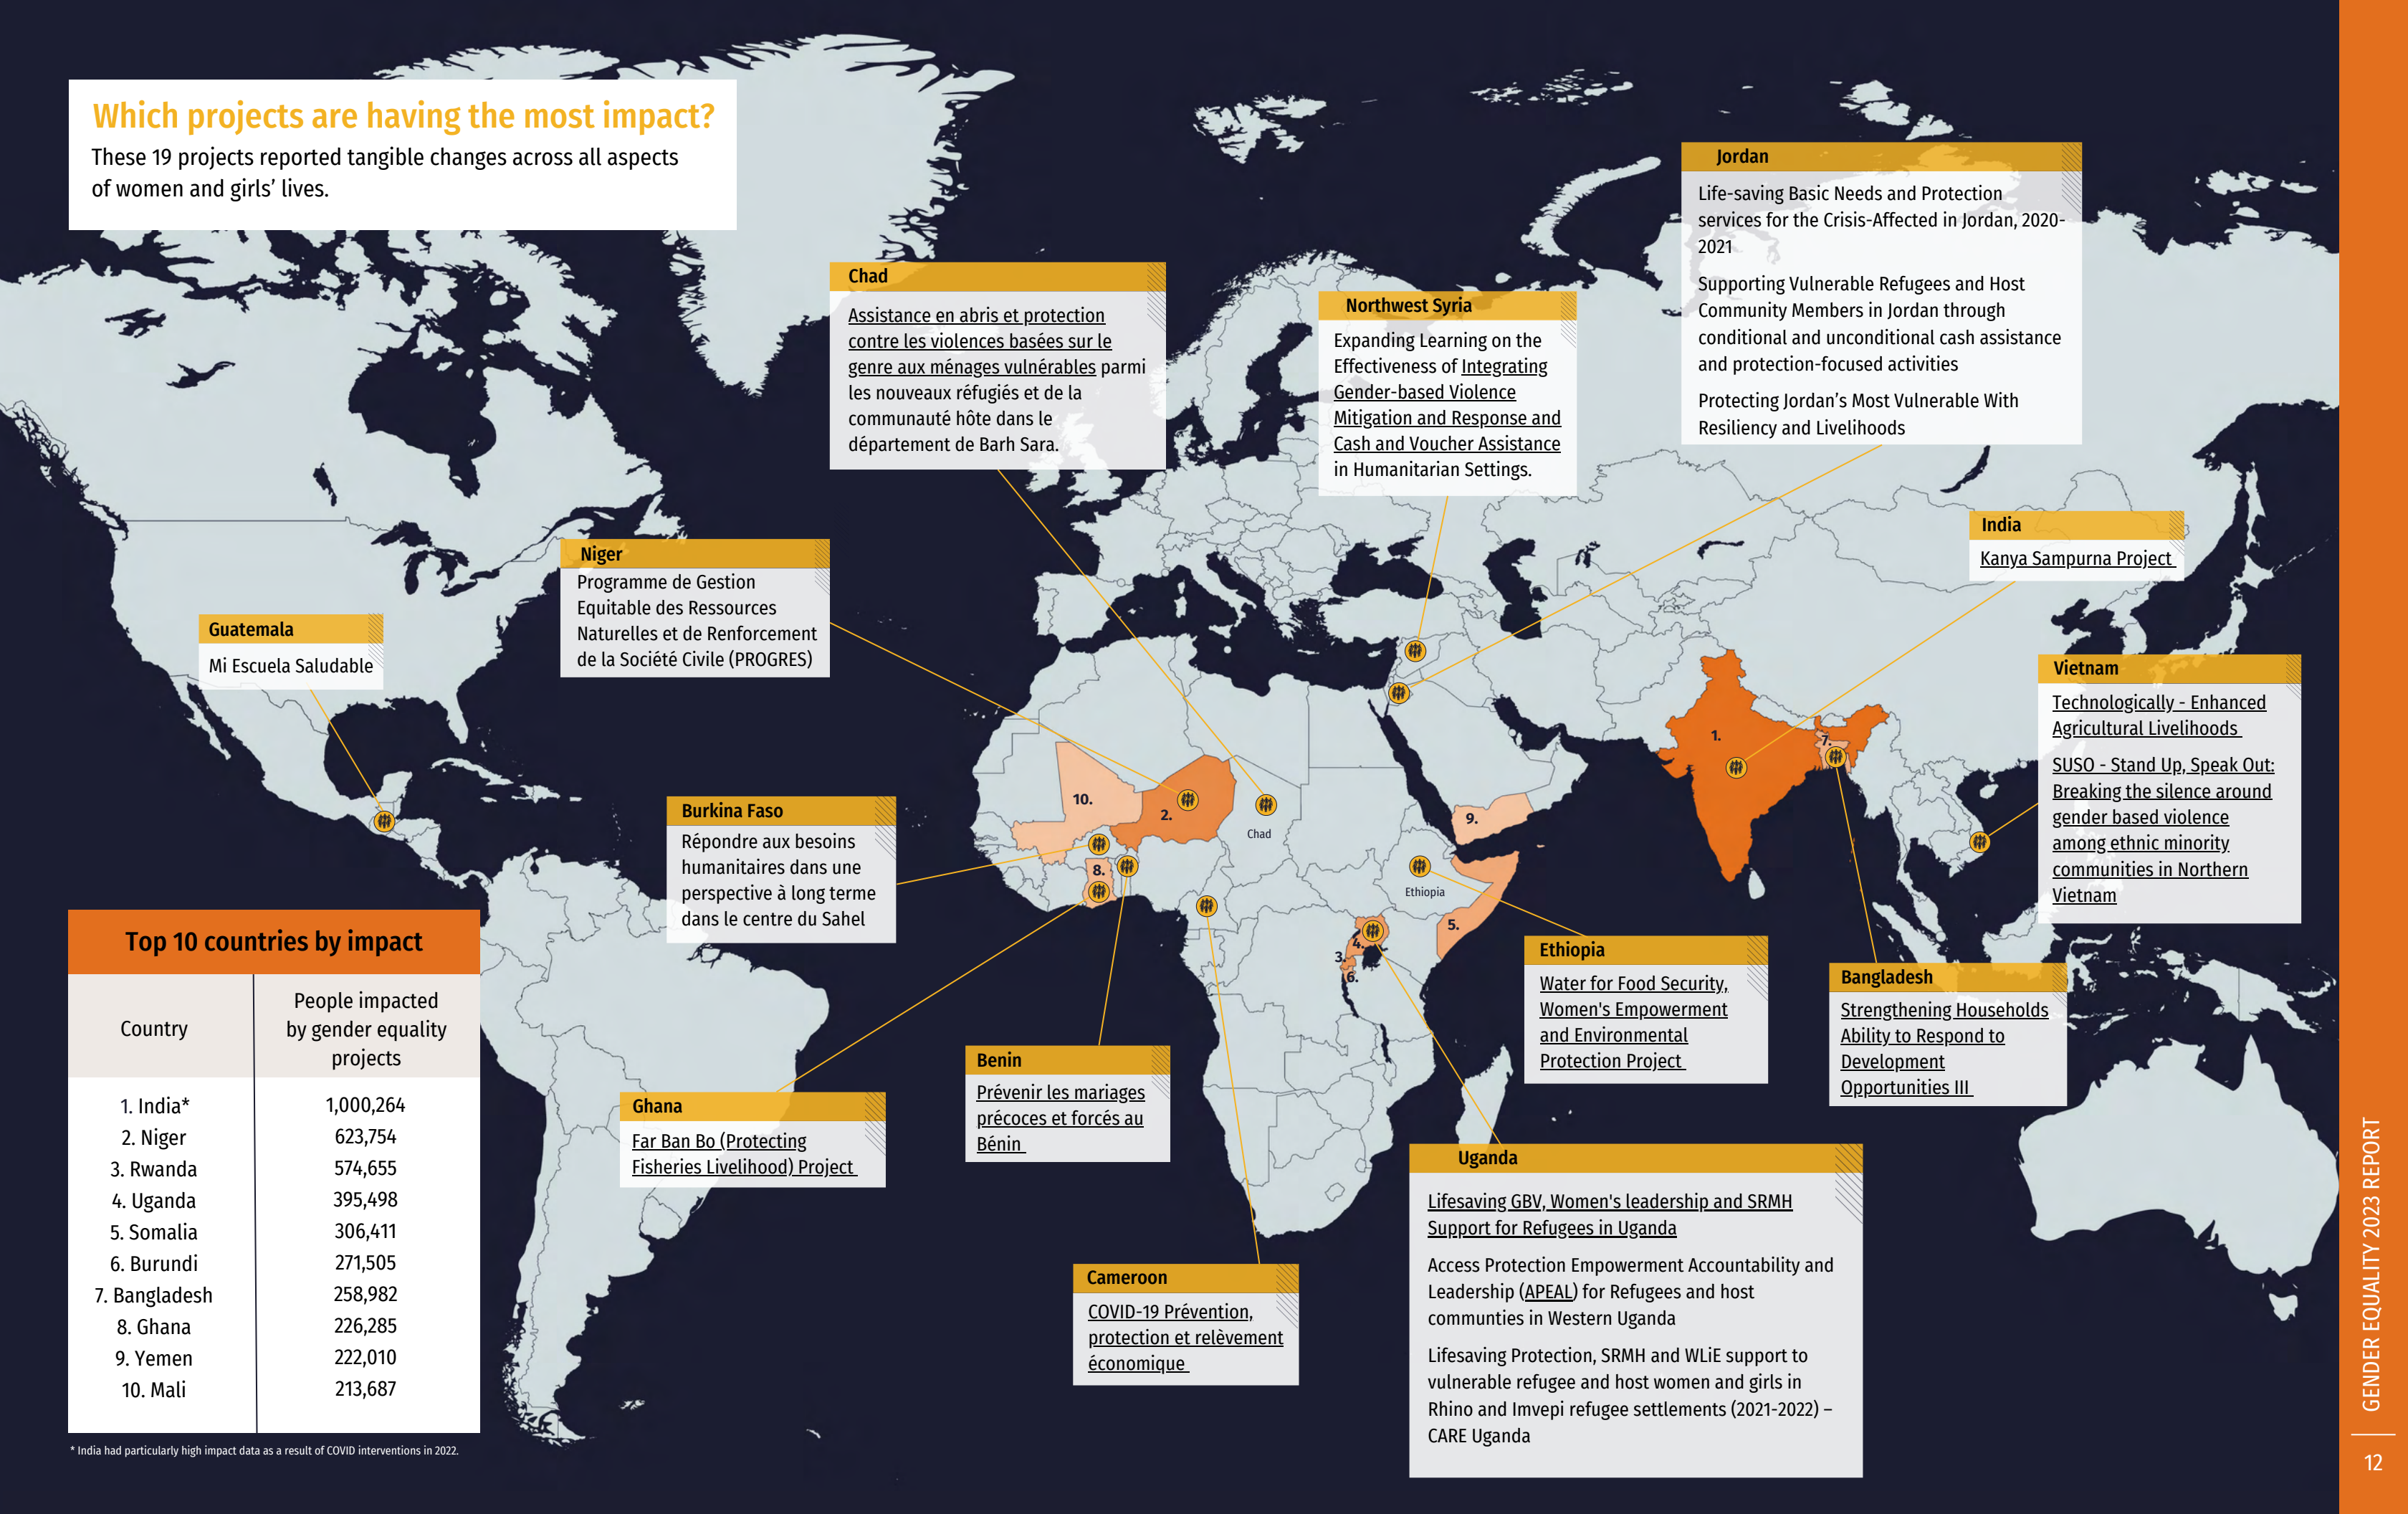 Which projects are having the most impact?
These 19 projects reported tangible changes across all aspects
of women and girls' lives.
Jordan
Life-saving Basic Needs and Protection
services for the Crisis-Affected in Jordan, 2020-
2021
Supporting Vulnerable Refugees and Host
Community Members in Jordan through
conditional and unconditional cash assistance
and protection-focused activities
Protecting Jordan's Most Vulnerable With
Resiliency and Livelihoods
Chad
Assistance en abris et protection
contre les violences basées sur le
genre aux ménages vulnérables parmi
les nouveaux réfugiés et de la
communauté hôte dans le
département de Barh Sara.
Northwest Syria
Expanding Learning on the
Effectiveness of Integrating
Gender-based Violence
Mitigation and Response and
Cash and Voucher Assistance
in Humanitarian Settings.
India
Kanya Sampurna Project
Niger
Programme de Gestion
Equitable des Ressources
Naturelles et de Renforcement
de la Société Civile (PROGRES)
Guatemala
Mi Escuela Saludable
Vietnam
Technologically - Enhanced
Agricultural Livelihoods
SUSO - Stand Up, Speak Out:
Breaking the silence around
gender based violence
among ethnic minority
communities in Northern
Vietnam
1.
7.
10.
2.
Chad
9.
8.
Ethiopia
5.
4.
3.
6.
Burkina Faso
Répondre aux besoins
humanitaires dans une
perspective à long terme
dans le centre du Sahel
Ethiopia
Water for Food Security,
Women's Empowerment
and Environmental
Protection Project
Bangladesh
Strengthening Households
Ability to Respond to
Development
Opportunities III
Benin
Prévenir les mariages
précoces et forcés au
Bénin
Ghana
Far Ban Bo (Protecting
Fisheries Livelihood) Project
Uganda
Lifesaving GBV, Women's leadership and SRMH
Support for Refugees in Uganda
Access Protection Empowerment Accountability and
Leadership (APEAL) for Refugees and host
communties in Western Uganda
Lifesaving Protection, SRMH and WLiE support to
vulnerable refugee and host women and girls in
Rhino and Imvepi refugee settlements (2021-2022) –
CARE Uganda
Cameroon
COVID-19 Prévention,
protection et relèvement
économique
Top 10 countries by impact
Country
People impacted
by gender equality
projects
1. India* 1,000,264
2. Niger 623,754
3. Rwanda 574,655
4. Uganda 395,498
5. Somalia 306,411
6. Burundi 271,505
7. Bangladesh 258,982
8. Ghana 226,285
9. Yemen 222,010
10. Mali 213,687
* India had particularly high impact data as a result of COVID interventions in 2022.
GENDER EQUALITY 2023 REPORT
12